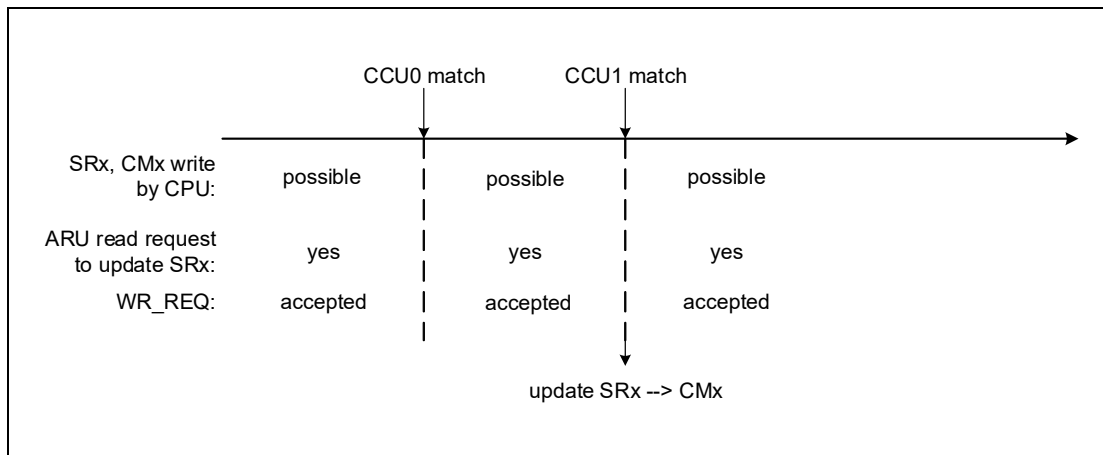 CCU0 match CCU1 match
SRx, CMx write
by CPU: possible possible possible
ARU read request
to update SRx: yes yes yes
WR_REQ: accepted accepted accepted
update SRx --> CMx